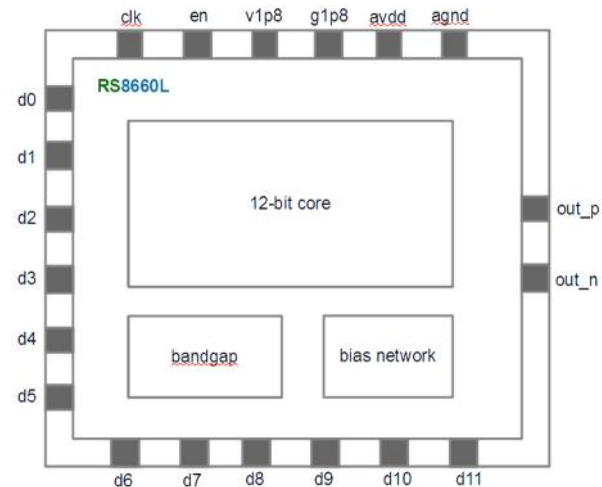 clk en v1p8 g1p8 avdd agnd
RS8660L
d0
d1
d2
d3
d4
d5
12-bit core
out_p
out_n
bandgap
bias network
d6 d7 d8 d9 d10 d11